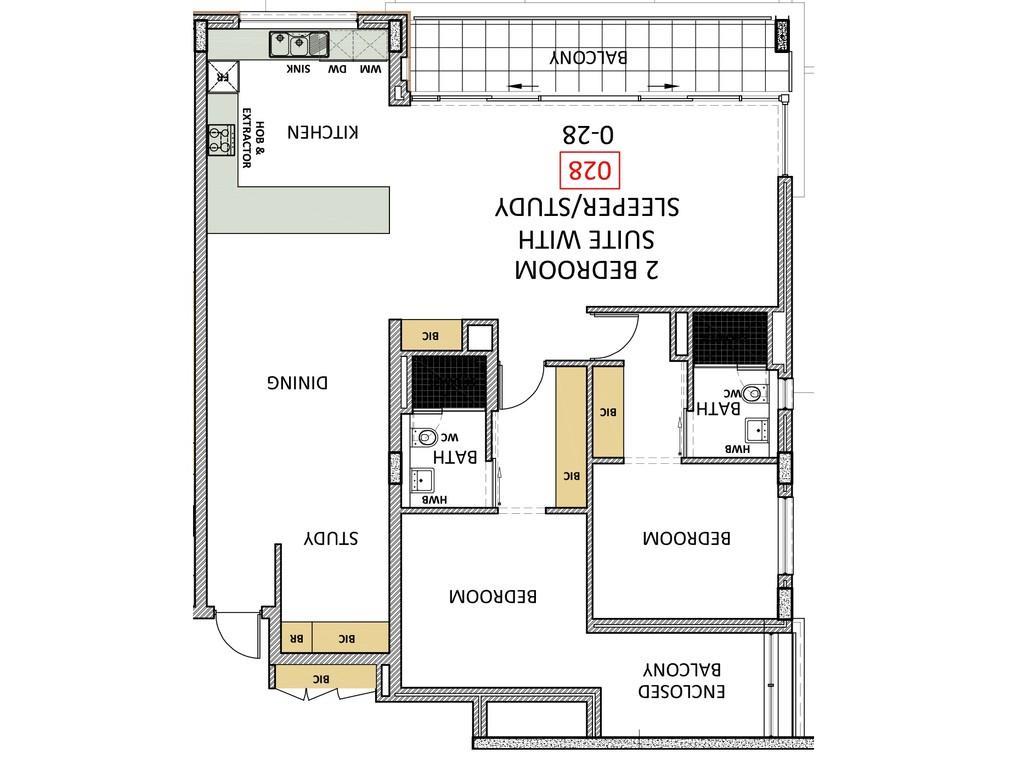 BALCONY
SINK
DW
WM
FR
HOB &
EXTRACTOR
KITCHEN
2 BEDROOM
SUITE WITH
SLEEPER/STUDY
028
0-28
BIC
DINING
WC
BATH
HWB
BIC
BIC
WC
BATH
HWB
STUDY
BEDROOM
BEDROOM
BR
BIC
BIC
ENCLOSED
BALCONY